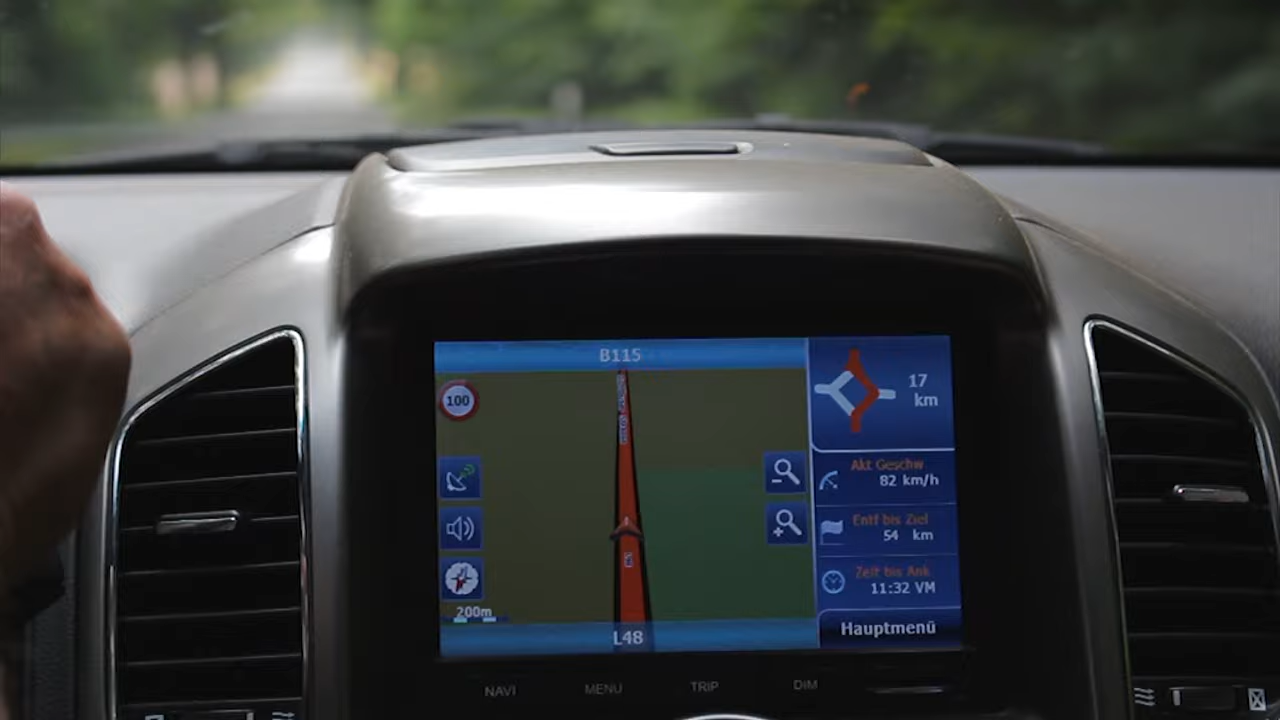 B115
100
17
km
Akt Geschw
82 km/h
Entf bis Ziel
54 km
Zeit bis Ank
11:32 VM
200m
L48
Hauptmenü
NAVI MENU TRIP DIM